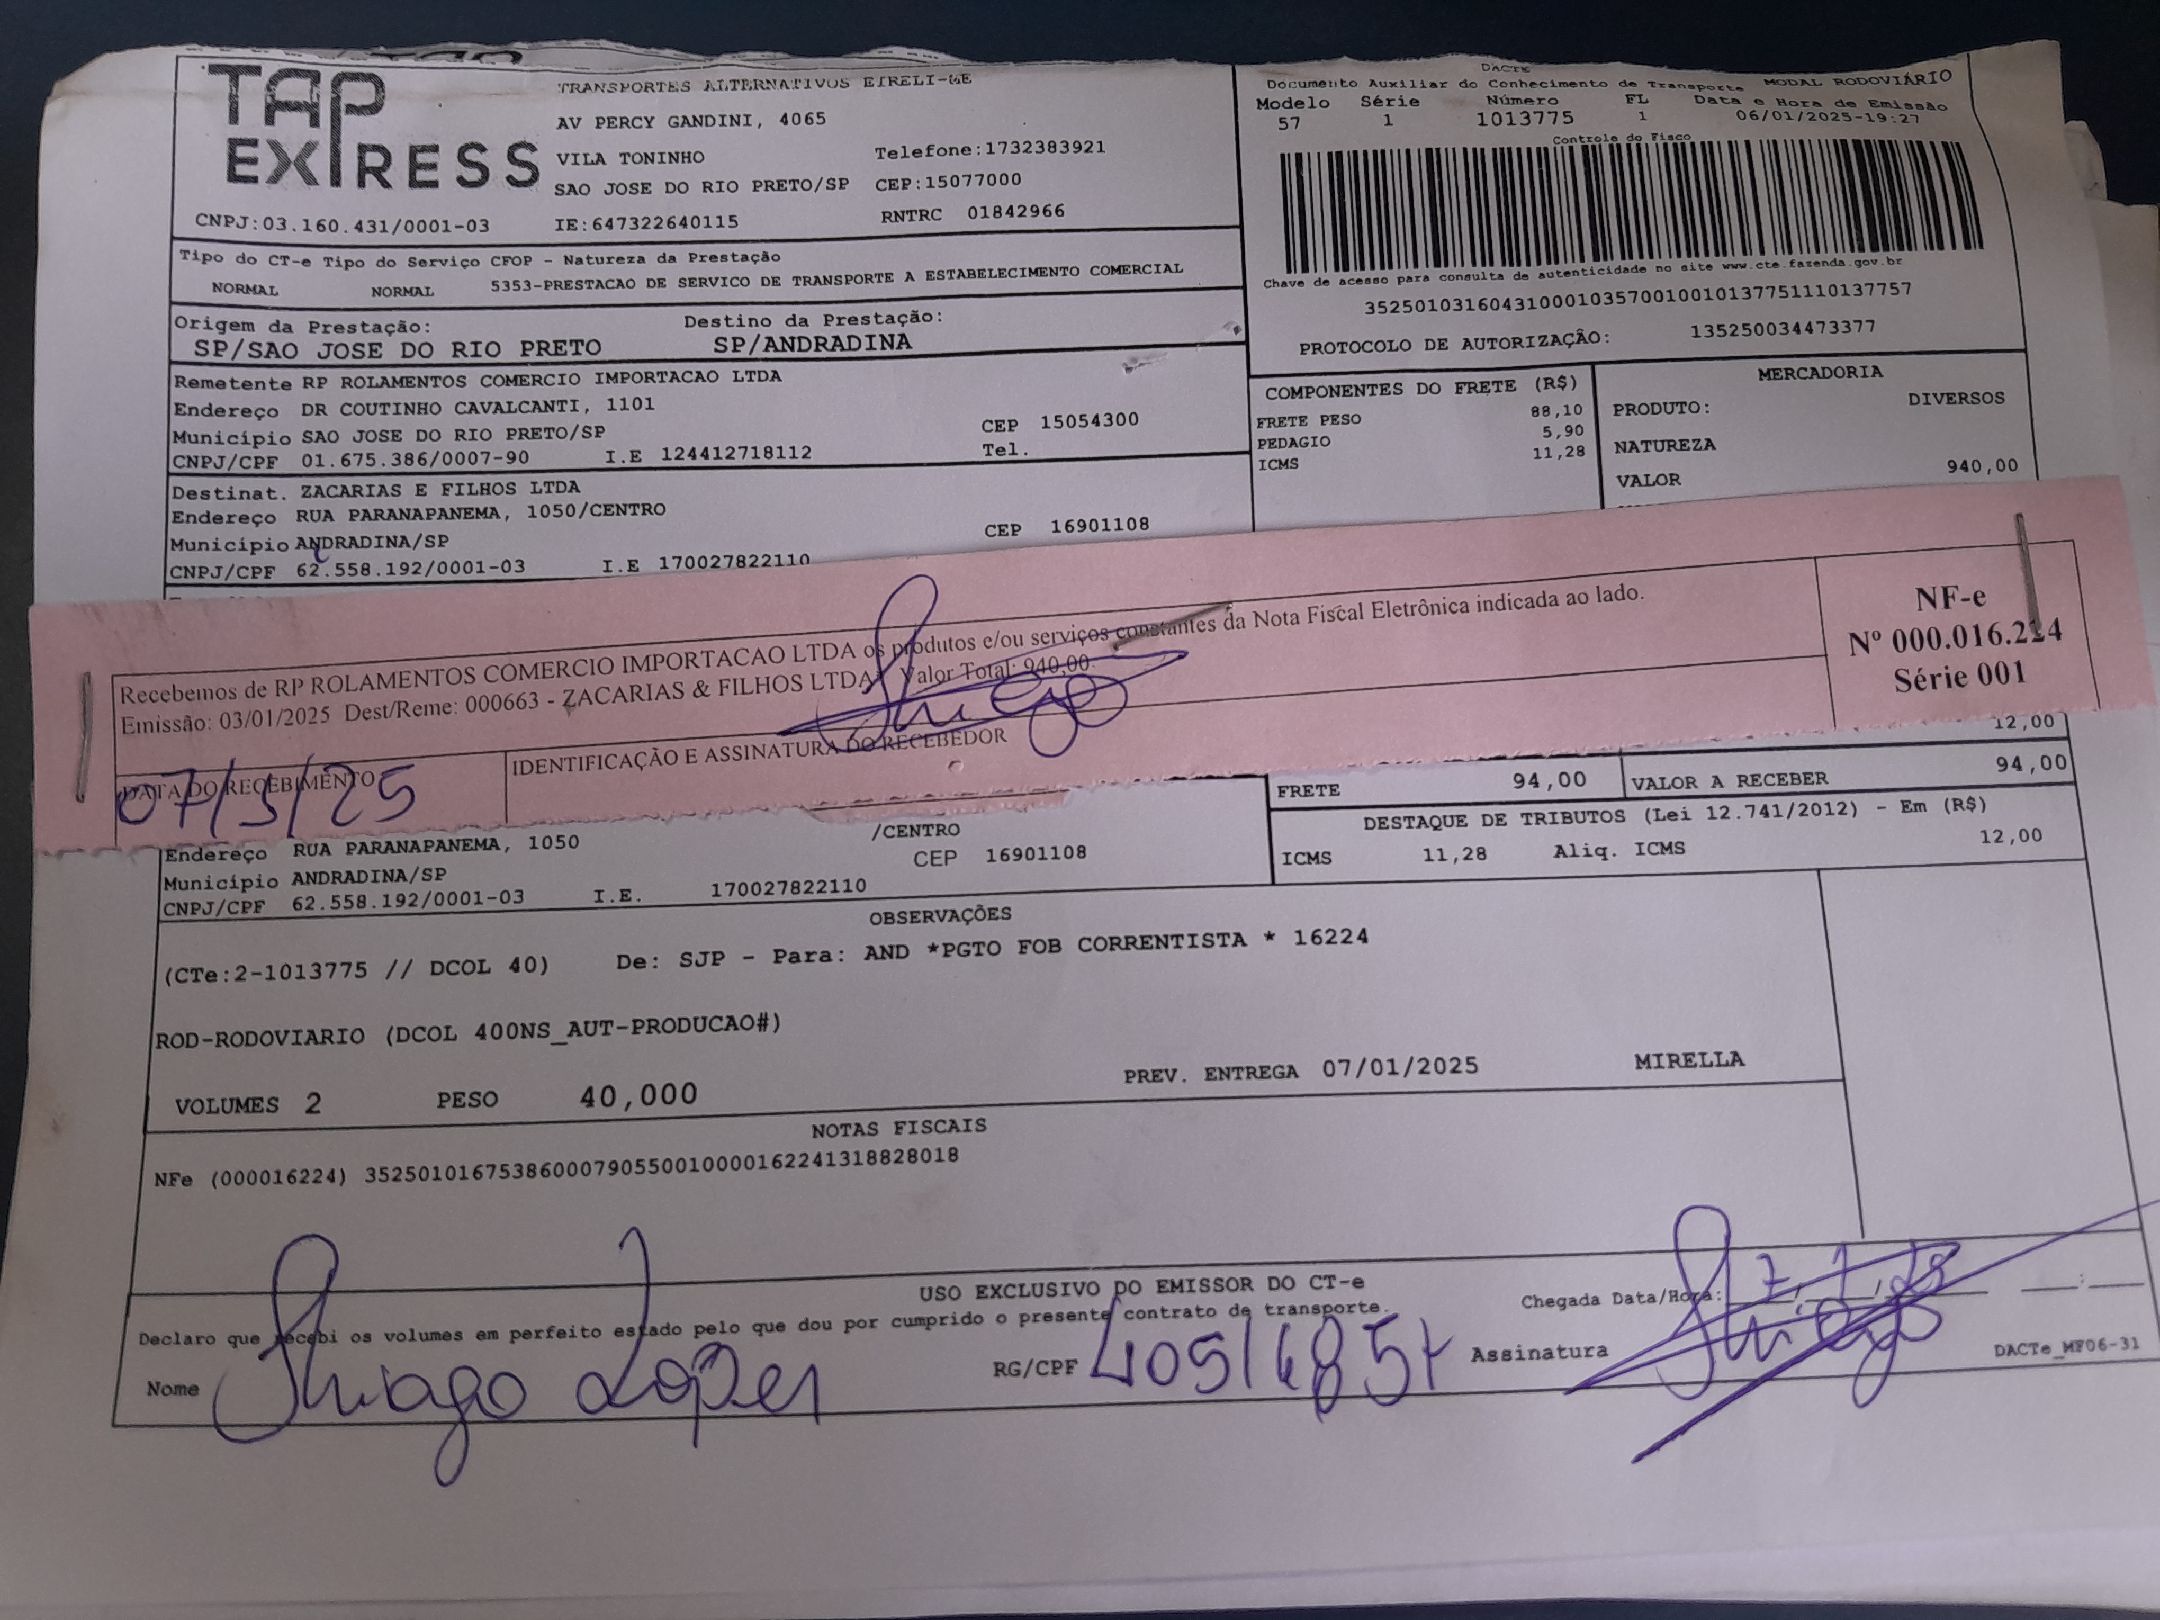 TAP EXPRESS
TRANSPORTES ALTERNATIVOS EIRELI-ME
AV PERCY GANDINI, 4065
VILA TONINHO Telefone:1732383921
SAO JOSE DO RIO PRETO/SP CEP:15077000
CNPJ:03.160.431/0001-03 IE:647322640115 RNTRC 01842966
DACTE
Documento Auxiliar do Conhecimento de Transporte MODAL RODOVIÁRIO
Modelo Série Número FL Data e Hora de Emissão
57 1 1013775 1 06/01/2025-19:27
Controle do Fisco
Chave de acesso para consulta de autenticidade no site www.cte.fazenda.gov.br
35250103160431000103570010010137751110137757
PROTOCOLO DE AUTORIZAÇÃO: 135250034473377
Tipo do CT-e Tipo do Serviço CFOP - Natureza da Prestação
NORMAL NORMAL 5353-PRESTACAO DE SERVICO DE TRANSPORTE A ESTABELECIMENTO COMERCIAL
Origem da Prestação: Destino da Prestação:
SP/SAO JOSE DO RIO PRETO SP/ANDRADINA
Remetente RP ROLAMENTOS COMERCIO IMPORTACAO LTDA
Endereço DR COUTINHO CAVALCANTI, 1101
Município SAO JOSE DO RIO PRETO/SP CEP 15054300
CNPJ/CPF 01.675.386/0007-90 I.E 124412718112 Tel.
Destinat. ZACARIAS E FILHOS LTDA
Endereço RUA PARANAPANEMA, 1050/CENTRO
Município ANDRADINA/SP CEP 16901108
CNPJ/CPF 62.558.192/0001-03 I.E 170027822110
COMPONENTES DO FRETE (R$)
FRETE PESO 88,10
PEDAGIO 5,90
ICMS 11,28
MERCADORIA
PRODUTO: DIVERSOS
NATUREZA
VALOR 940,00
Recebemos de RP ROLAMENTOS COMERCIO IMPORTACAO LTDA os produtos e/ou serviços constantes da Nota Fiscal Eletrônica indicada ao lado.
Emissão: 03/01/2025 Dest/Reme: 000663 - ZACARIAS & FILHOS LTDA Valor Total: 940,00
DATA DO RECEBIMENTO IDENTIFICAÇÃO E ASSINATURA DO RECEBEDOR
07/1/25
Thiago
NF-e
Nº 000.016.224
Série 001
12,00
FRETE 94,00 VALOR A RECEBER 94,00
DESTAQUE DE TRIBUTOS (Lei 12.741/2012) - Em (R$)
ICMS 11,28 Aliq. ICMS 12,00
Endereço RUA PARANAPANEMA, 1050 /CENTRO
Município ANDRADINA/SP CEP 16901108
CNPJ/CPF 62.558.192/0001-03 I.E. 170027822110
OBSERVAÇÕES
(CTe:2-1013775 // DCOL 40) De: SJP - Para: AND *PGTO FOB CORRENTISTA * 16224
ROD-RODOVIARIO (DCOL 400NS_AUT-PRODUCAO#)
VOLUMES 2 PESO 40,000 PREV. ENTREGA 07/01/2025 MIRELLA
NOTAS FISCAIS
NFe (000016224) 35250101675386000790550010000162241318828018
USO EXCLUSIVO DO EMISSOR DO CT-e
Declaro que recebi os volumes em perfeito estado pelo que dou por cumprido o presente contrato de transporte. Chegada Data/Hora: 7/1/25 __:__
Nome Thiago Lopes RG/CPF Assinatura Thiago
DACTe_MF06-31